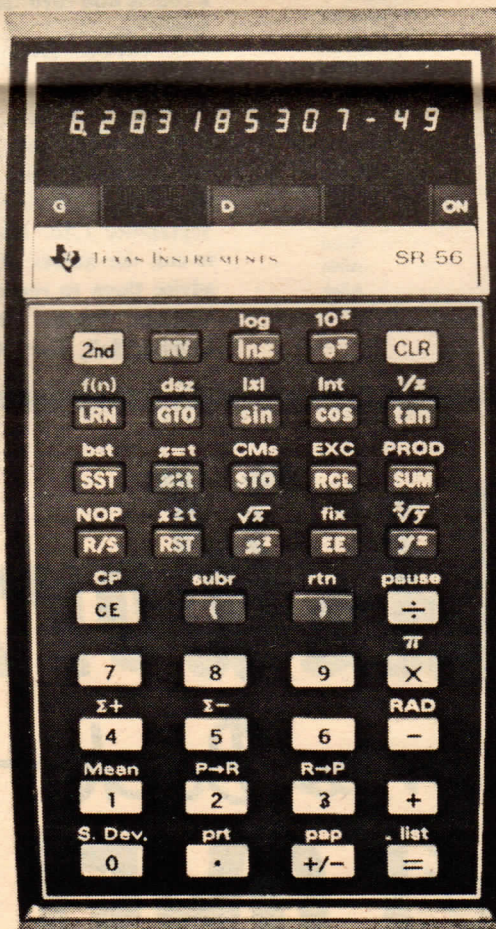 6.283185307-49
G D ON
TEXAS INSTRUMENTS SR 56
log 10ˣ
2nd INV lnx eˣ CLR
f(n) dsz |x| Int 1/x
LRN GTO sin cos tan
bst x=t CMs EXC PROD
SST x⇄t STO RCL SUM
NOP x≥t √x fix ˣ√y
R/S RST x² EE yˣ
CP subr rtn pause
CE ( ) ÷
π
7 8 9 X
Σ+ Σ− RAD
4 5 6 −
Mean P→R R→P
1 2 3 +
S. Dev. prt pap list
0 . +/− =